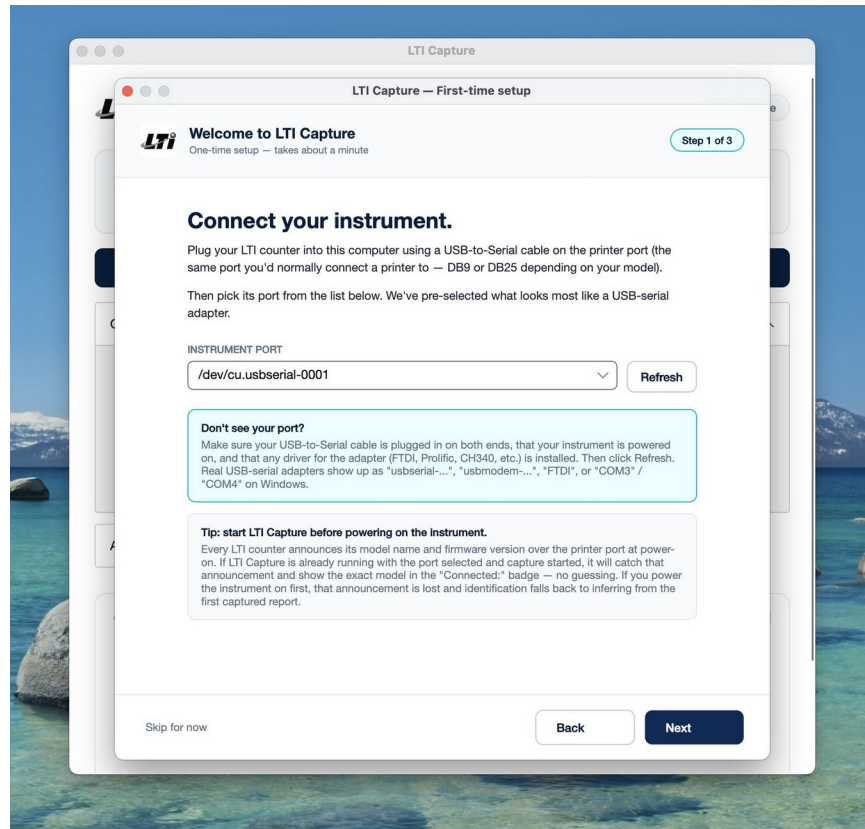 LTI Capture
LTI Capture — First-time setup
LTi
Welcome to LTI Capture
One-time setup — takes about a minute
Step 1 of 3
Connect your instrument.
Plug your LTI counter into this computer using a USB-to-Serial cable on the printer port (the
same port you'd normally connect a printer to — DB9 or DB25 depending on your model).
Then pick its port from the list below. We've pre-selected what looks most like a USB-serial
adapter.
INSTRUMENT PORT
/dev/cu.usbserial-0001
Refresh
Don't see your port?
Make sure your USB-to-Serial cable is plugged in on both ends, that your instrument is powered
on, and that any driver for the adapter (FTDI, Prolific, CH340, etc.) is installed. Then click Refresh.
Real USB-serial adapters show up as "usbserial-...", "usbmodem-...", "FTDI", or "COM3" /
"COM4" on Windows.
Tip: start LTI Capture before powering on the instrument.
Every LTI counter announces its model name and firmware version over the printer port at power-
on. If LTI Capture is already running with the port selected and capture started, it will catch that
announcement and show the exact model in the "Connected:" badge — no guessing. If you power
the instrument on first, that announcement is lost and identification falls back to inferring from the
first captured report.
Skip for now
Back
Next